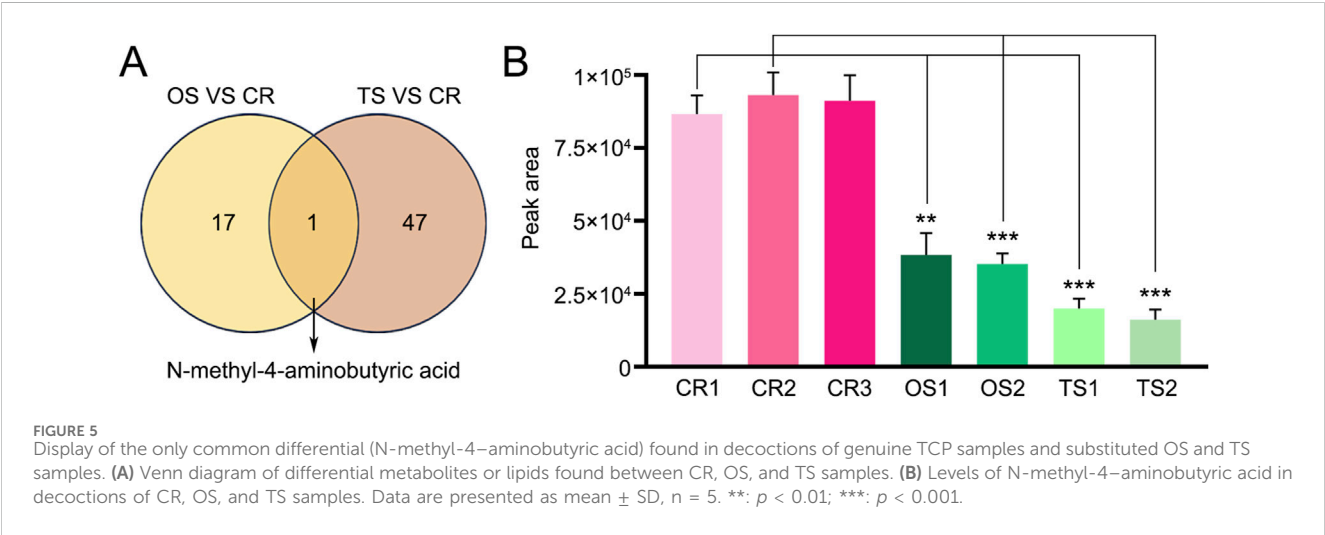 A
OS VS CR
TS VS CR
17
1
47
N-methyl-4-aminobutyric acid
B
Peak area
1×10⁵
7.5×10⁴
5×10⁴
2.5×10⁴
0
**
***
***
***
CR1 CR2 CR3 OS1 OS2 TS1 TS2
FIGURE 5
Display of the only common differential (N-methyl-4–aminobutyric acid) found in decoctions of genuine TCP samples and substituted OS and TS
samples. (A) Venn diagram of differential metabolites or lipids found between CR, OS, and TS samples. (B) Levels of N-methyl-4–aminobutyric acid in
decoctions of CR, OS, and TS samples. Data are presented as mean ± SD, n = 5. **: p < 0.01; ***: p < 0.001.